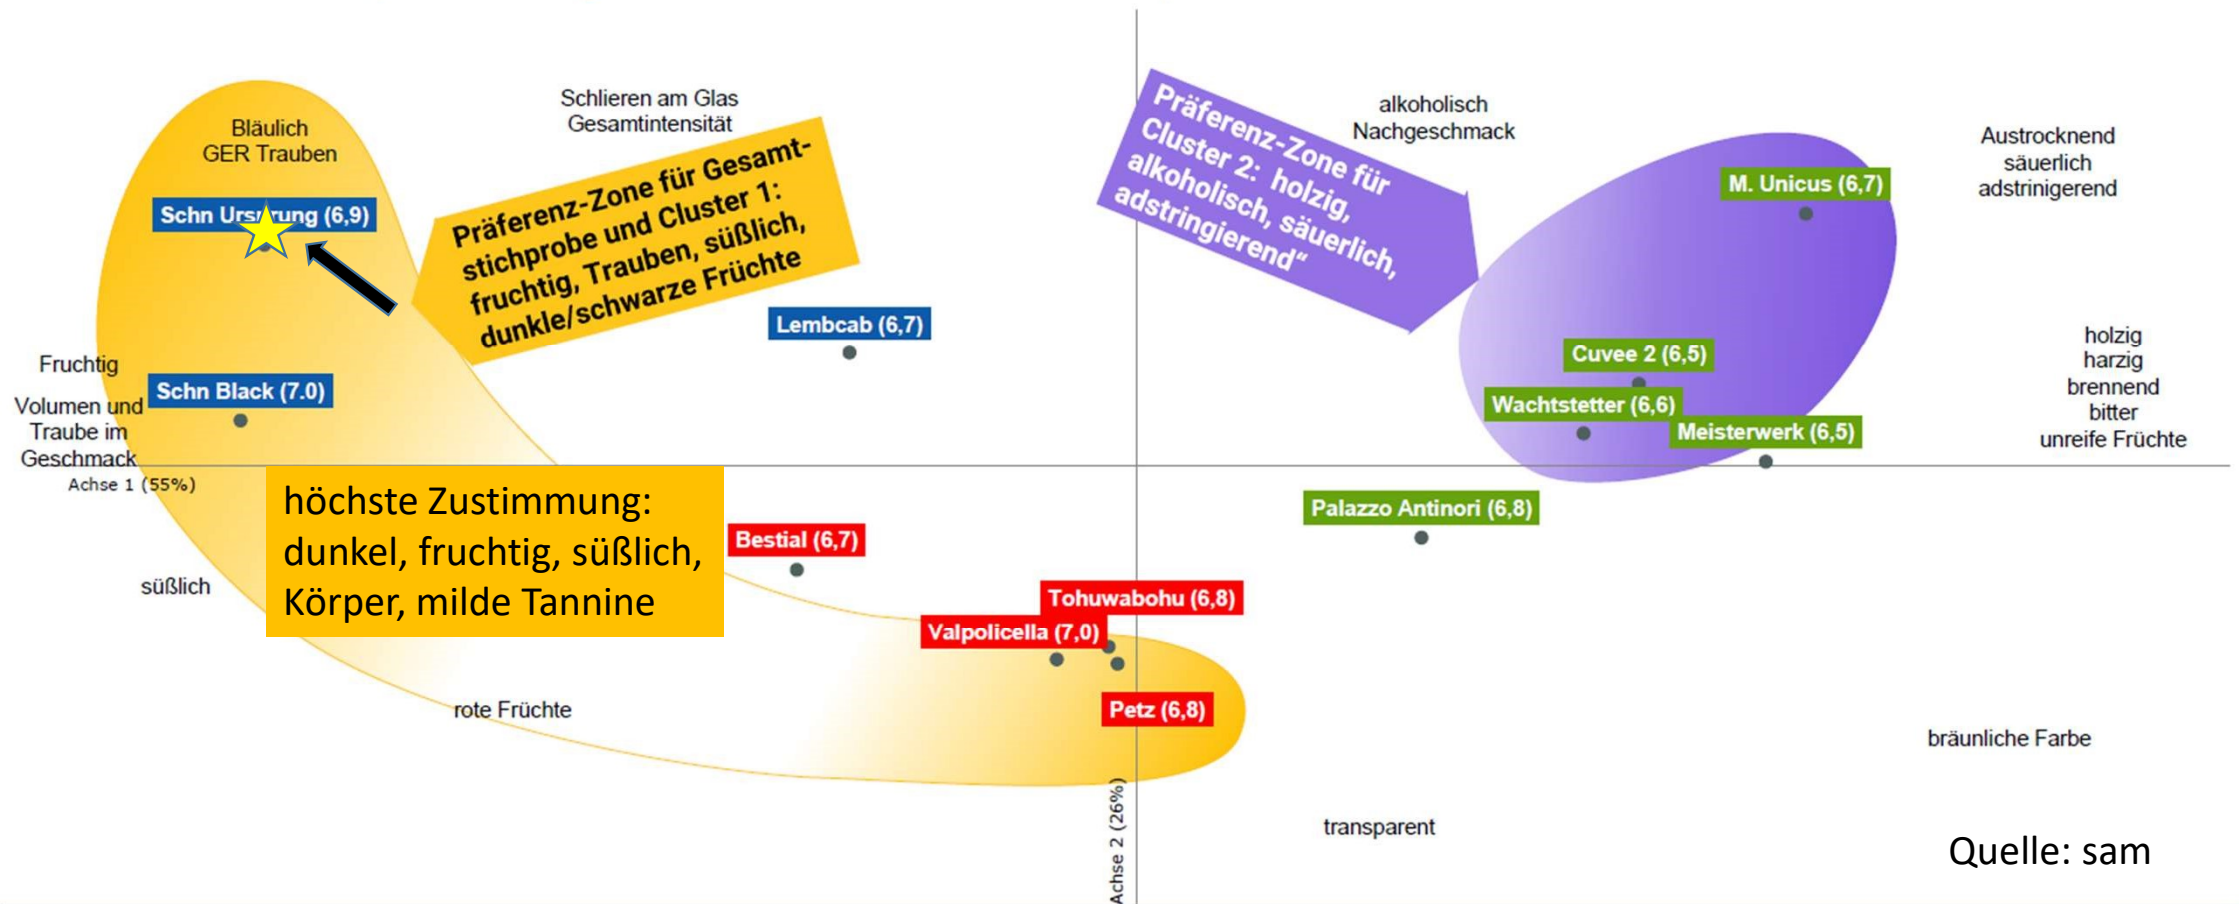 Schlieren am Glas
Gesamtintensität
Bläulich
GER Trauben
Schn Ursprung (6,9)
Präferenz-Zone für Gesamt-
stichprobe und Cluster 1:
fruchtig, Trauben, süßlich,
dunkle/schwarze Früchte
Präferenz-Zone für
Cluster 2: holzig,
alkoholisch, säuerlich,
adstringierend“
alkoholisch
Nachgeschmack
M. Unicus (6,7)
Austrocknend
säuerlich
adstrinigerend
Lembcab (6,7)
Fruchtig
Volumen und
Traube im
Geschmack
Schn Black (7.0)
Cuvee 2 (6,5)
Wachtstetter (6,6)
Meisterwerk (6,5)
holzig
harzig
brennend
bitter
unreife Früchte
Achse 1 (55%)
höchste Zustimmung:
dunkel, fruchtig, süßlich,
Körper, milde Tannine
Bestial (6,7)
Palazzo Antinori (6,8)
süßlich
Tohuwabohu (6,8)
Valpolicella (7,0)
Petz (6,8)
rote Früchte
bräunliche Farbe
Achse 2 (26%)
transparent
Quelle: sam